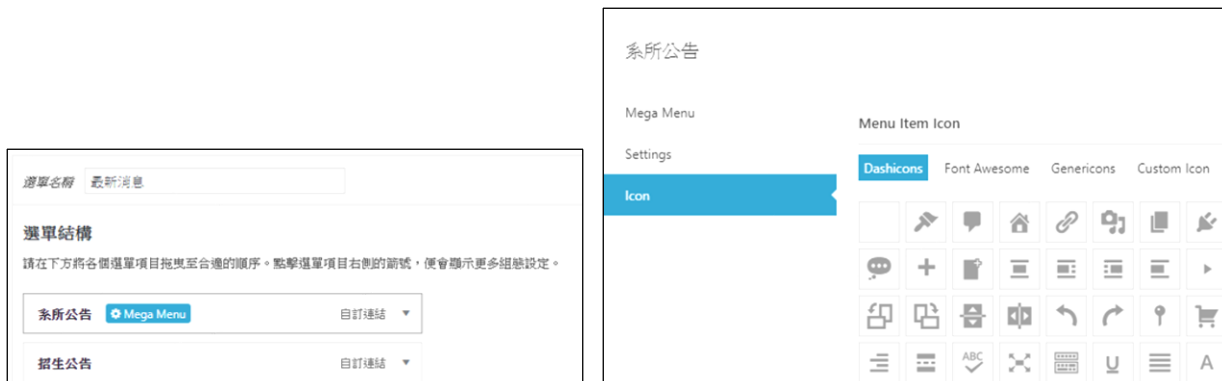 選單名稱 最新消息
選單結構
請在下方將各個選單項目拖曳至合適的順序。點擊選單項目右側的箭號，便會顯示更多組態設定。
系所公告 Mega Menu 自訂連結
招生公告 自訂連結
系所公告
Mega Menu
Settings
Icon
Menu Item Icon
Dashicons Font Awesome Genericons Custom Icon
ABC
U
A